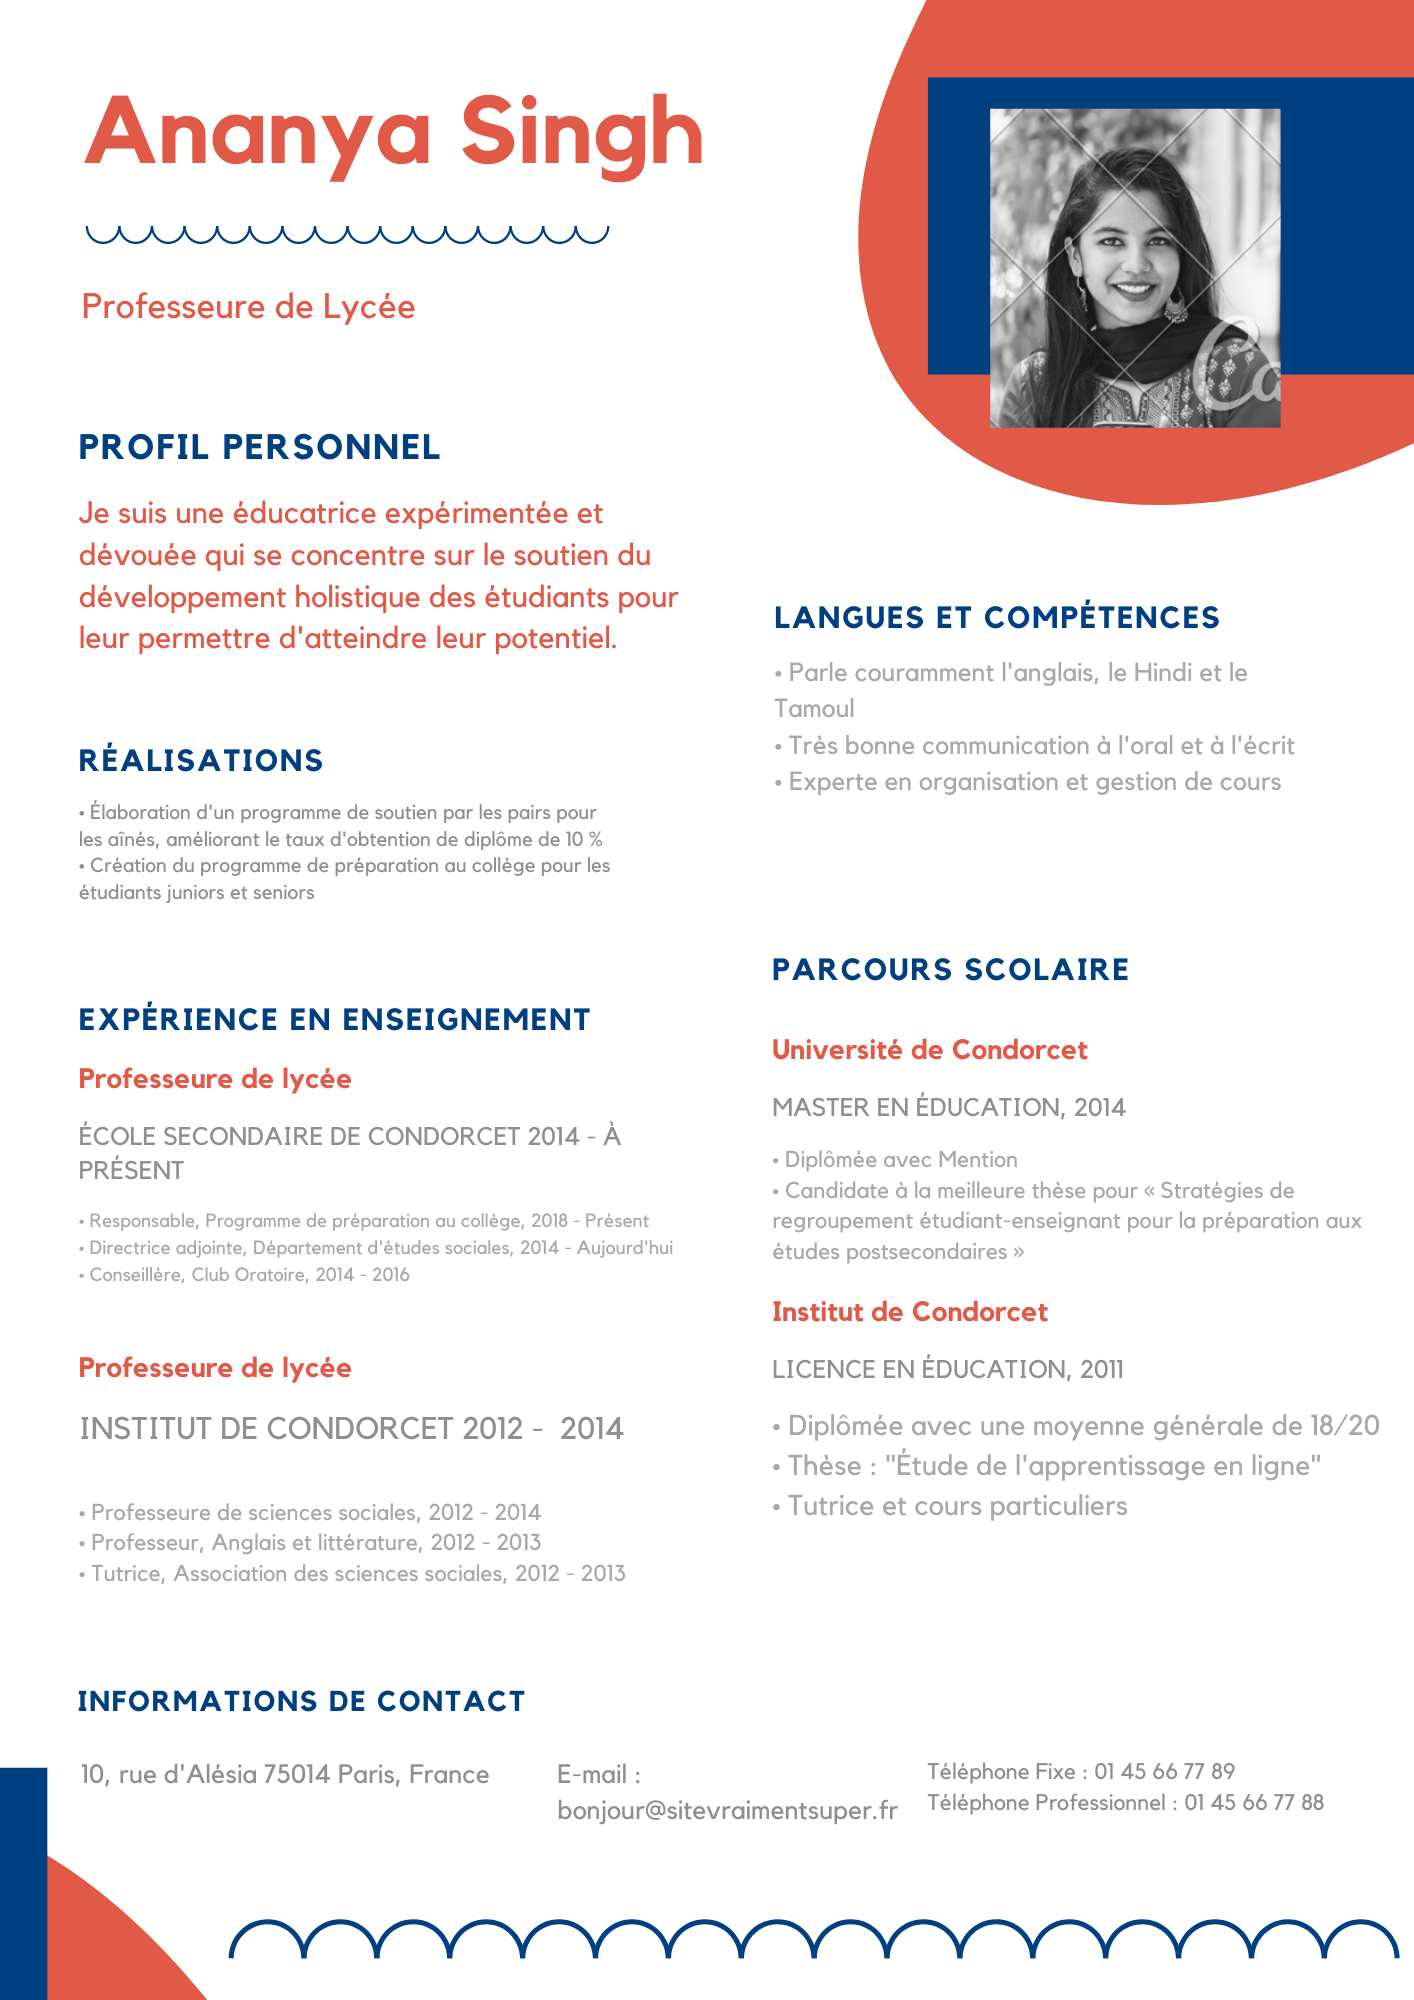 Ananya Singh
Professeure de Lycée
PROFIL PERSONNEL
Je suis une éducatrice expérimentée et
dévouée qui se concentre sur le soutien du
développement holistique des étudiants pour
leur permettre d'atteindre leur potentiel.
RÉALISATIONS
• Élaboration d'un programme de soutien par les pairs pour
les aînés, améliorant le taux d'obtention de diplôme de 10 %
• Création du programme de préparation au collège pour les
étudiants juniors et seniors
EXPÉRIENCE EN ENSEIGNEMENT
Professeure de lycée
ÉCOLE SECONDAIRE DE CONDORCET 2014 - À
PRÉSENT
• Responsable, Programme de préparation au collège, 2018 - Présent
• Directrice adjointe, Département d'études sociales, 2014 - Aujourd'hui
• Conseillère, Club Oratoire, 2014 - 2016
Professeure de lycée
INSTITUT DE CONDORCET 2012 - 2014
• Professeure de sciences sociales, 2012 - 2014
• Professeur, Anglais et littérature, 2012 - 2013
• Tutrice, Association des sciences sociales, 2012 - 2013
LANGUES ET COMPÉTENCES
• Parle couramment l'anglais, le Hindi et le
Tamoul
• Très bonne communication à l'oral et à l'écrit
• Experte en organisation et gestion de cours
PARCOURS SCOLAIRE
Université de Condorcet
MASTER EN ÉDUCATION, 2014
• Diplômée avec Mention
• Candidate à la meilleure thèse pour « Stratégies de
regroupement étudiant-enseignant pour la préparation aux
études postsecondaires »
Institut de Condorcet
LICENCE EN ÉDUCATION, 2011
• Diplômée avec une moyenne générale de 18/20
• Thèse : "Étude de l'apprentissage en ligne"
• Tutrice et cours particuliers
INFORMATIONS DE CONTACT
10, rue d'Alésia 75014 Paris, France
E-mail :
bonjour@sitevraimentsuper.fr
Téléphone Fixe : 01 45 66 77 89
Téléphone Professionnel : 01 45 66 77 88